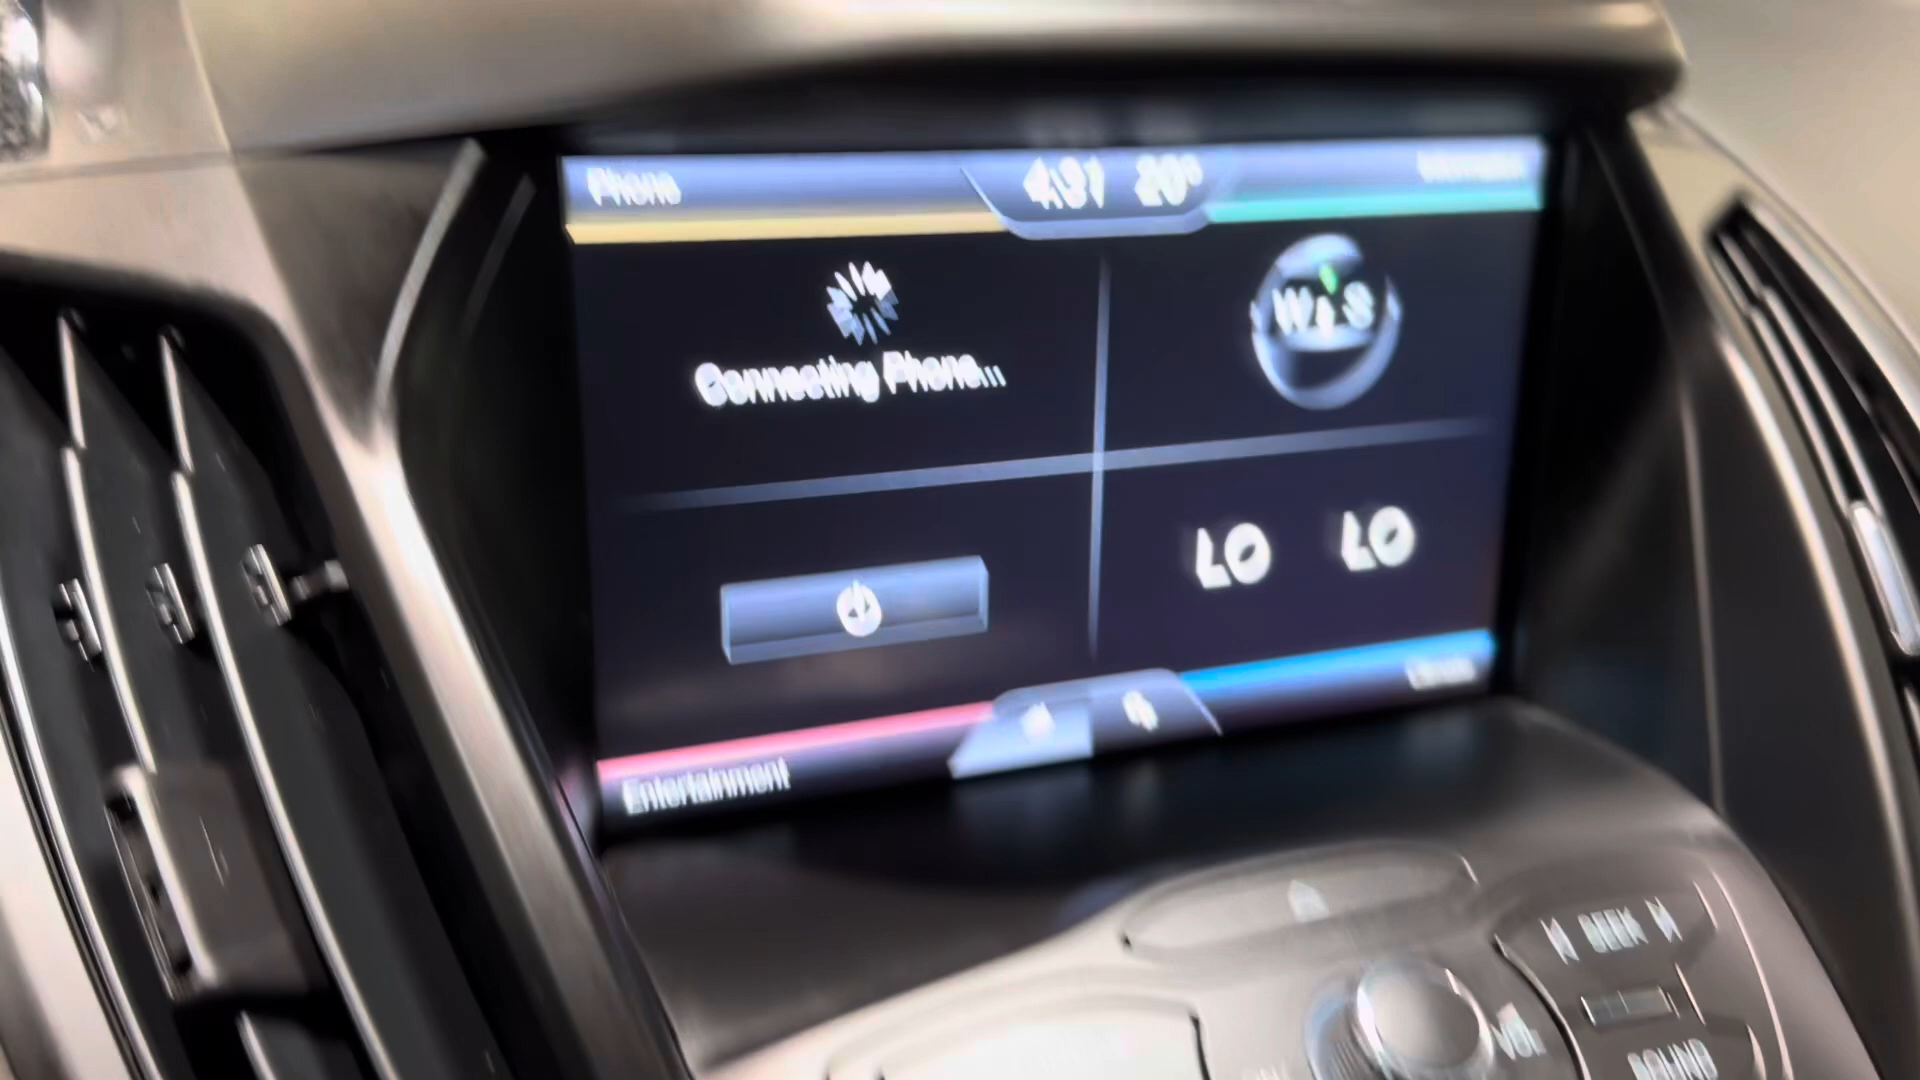 Phone
4:31 20°
Connecting Phone...
W S
LO LO
Entertainment
SEEK
VOL
SOUND